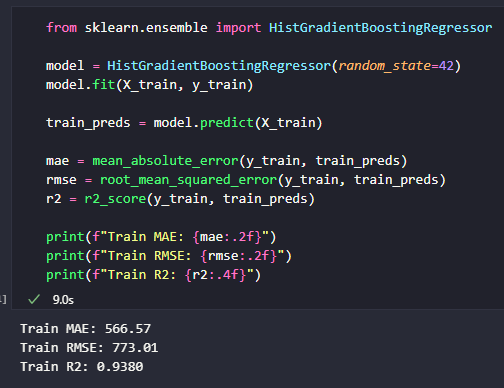 from sklearn.ensemble import HistGradientBoostingRegressor
model = HistGradientBoostingRegressor(random_state=42)
model.fit(X_train, y_train)
train_preds = model.predict(X_train)
mae = mean_absolute_error(y_train, train_preds)
rmse = root_mean_squared_error(y_train, train_preds)
r2 = r2_score(y_train, train_preds)
print(f"Train MAE: {mae:.2f}")
print(f"Train RMSE: {rmse:.2f}")
print(f"Train R2: {r2:.4f}")
] ✓ 9.0s
Train MAE: 566.57
Train RMSE: 773.01
Train R2: 0.9380